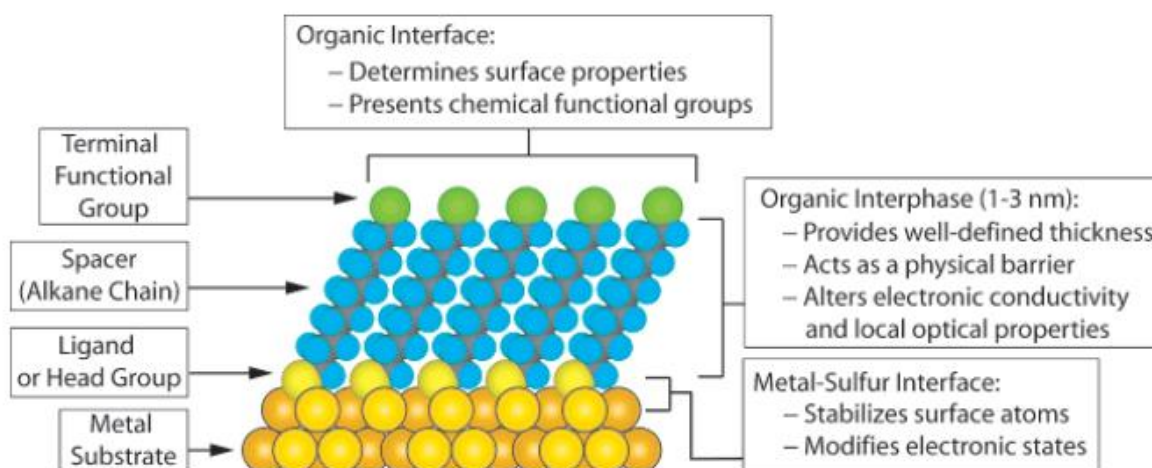 Organic Interface:
– Determines surface properties
– Presents chemical functional groups
Terminal
Functional
Group
Spacer
(Alkane Chain)
Ligand
or Head Group
Metal
Substrate
Organic Interphase (1-3 nm):
– Provides well-defined thickness
– Acts as a physical barrier
– Alters electronic conductivity
and local optical properties
Metal-Sulfur Interface:
– Stabilizes surface atoms
– Modifies electronic states